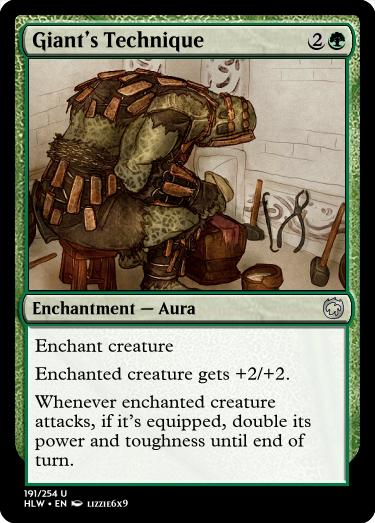 Giant's Technique 2
Enchantment — Aura
Enchant creature
Enchanted creature gets +2/+2.
Whenever enchanted creature
attacks, if it's equipped, double its
power and toughness until end of
turn.
191/254 U
HLW • EN LIZZIE6X9